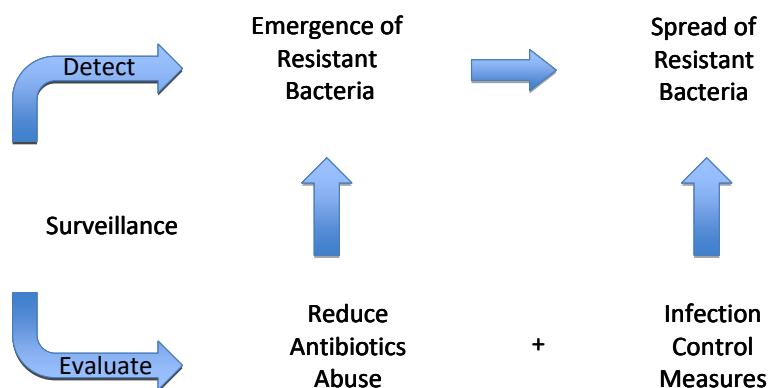 Detect
Emergence of
Resistant
Bacteria
Spread of
Resistant
Bacteria
Surveillance
Evaluate
Reduce
Antibiotics
Abuse
+
Infection
Control
Measures